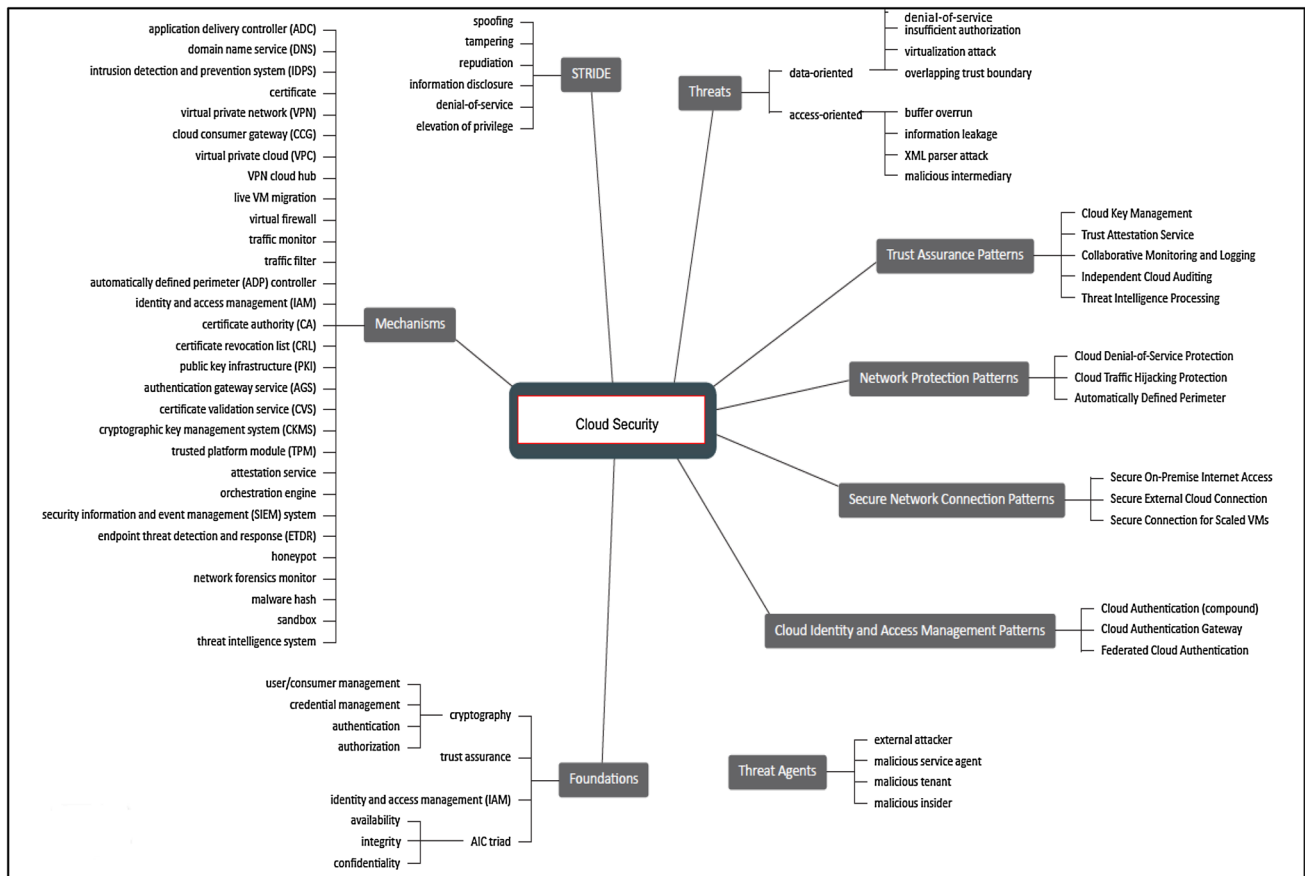 application delivery controller (ADC)
domain name service (DNS)
intrusion detection and prevention system (IDPS)
certificate
virtual private network (VPN)
cloud consumer gateway (CCG)
virtual private cloud (VPC)
VPN cloud hub
live VM migration
virtual firewall
traffic monitor
traffic filter
automatically defined perimeter (ADP) controller
identity and access management (IAM)
certificate authority (CA)
certificate revocation list (CRL)
public key infrastructure (PKI)
authentication gateway service (AGS)
certificate validation service (CVS)
cryptographic key management system (CKMS)
trusted platform module (TPM)
attestation service
orchestration engine
security information and event management (SIEM) system
endpoint threat detection and response (ETDR)
honeypot
network forensics monitor
malware hash
sandbox
threat intelligence system
Mechanisms
spoofing
tampering
repudiation
information disclosure
denial-of-service
elevation of privilege
STRIDE
Threats
data-oriented
denial-of-service
insufficient authorization
virtualization attack
overlapping trust boundary
access-oriented
buffer overrun
information leakage
XML parser attack
malicious intermediary
Trust Assurance Patterns
Cloud Key Management
Trust Attestation Service
Collaborative Monitoring and Logging
Independent Cloud Auditing
Threat Intelligence Processing
Network Protection Patterns
Cloud Denial-of-Service Protection
Cloud Traffic Hijacking Protection
Automatically Defined Perimeter
Cloud Security
Secure Network Connection Patterns
Secure On-Premise Internet Access
Secure External Cloud Connection
Secure Connection for Scaled VMs
Cloud Identity and Access Management Patterns
Cloud Authentication (compound)
Cloud Authentication Gateway
Federated Cloud Authentication
user/consumer management
credential management
authentication
authorization
cryptography
trust assurance
identity and access management (IAM)
availability
integrity
confidentiality
AIC triad
Foundations
Threat Agents
external attacker
malicious service agent
malicious tenant
malicious insider